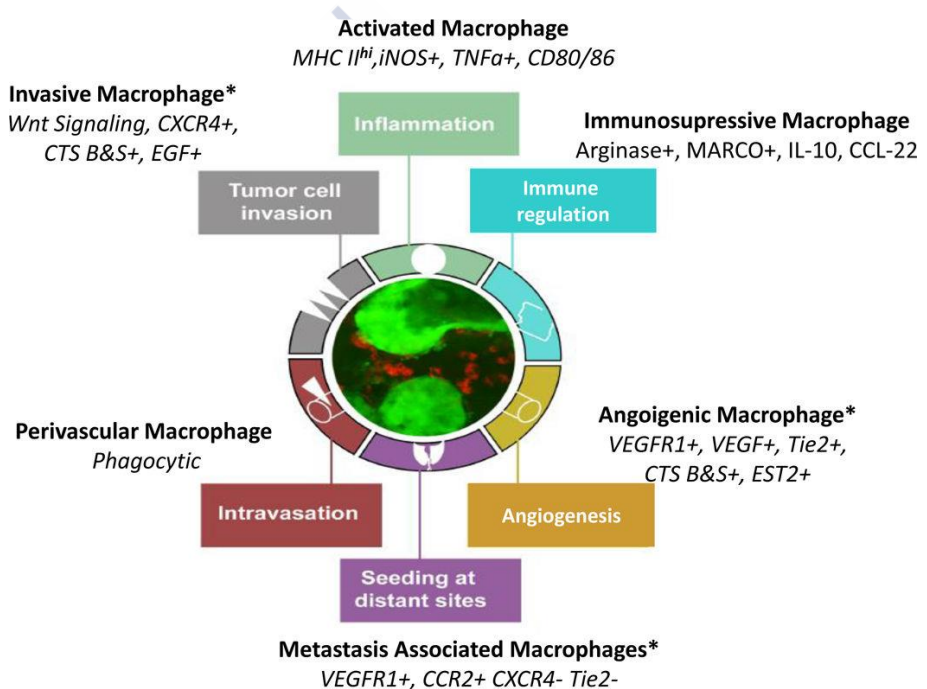 Activated Macrophage
MHC IIhi,iNOS+, TNFa+, CD80/86
Invasive Macrophage*
Wnt Signaling, CXCR4+,
CTS B&S+, EGF+
Inflammation
Immunosupressive Macrophage
Arginase+, MARCO+, IL-10, CCL-22
Tumor cell
invasion
Immune
regulation
Perivascular Macrophage
Phagocytic
Angoigenic Macrophage*
VEGFR1+, VEGF+, Tie2+,
CTS B&S+, EST2+
Intravasation
Angiogenesis
Seeding at
distant sites
Metastasis Associated Macrophages*
VEGFR1+, CCR2+ CXCR4- Tie2-